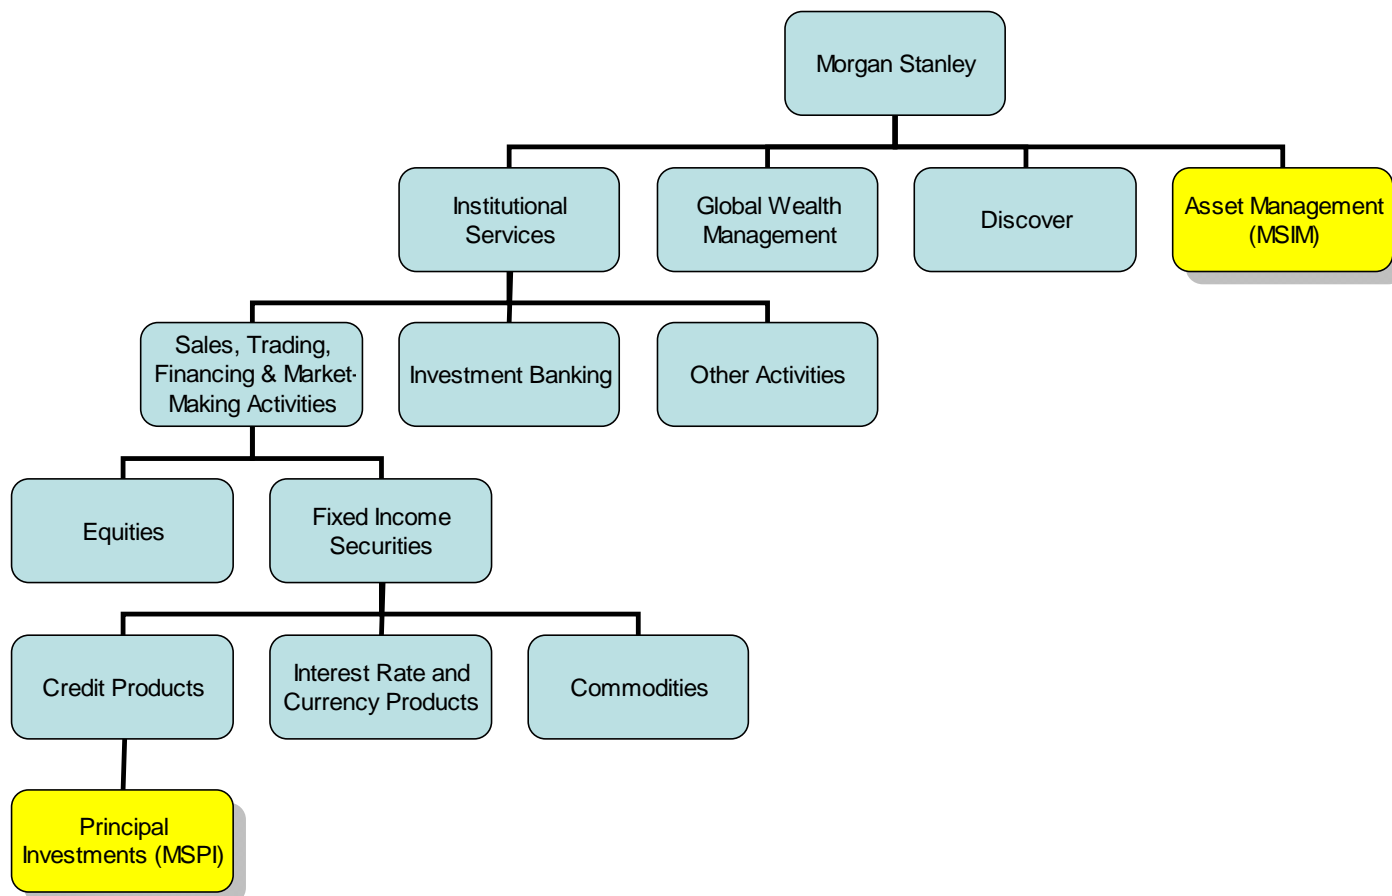 Morgan Stanley
Institutional
Services
Global Wealth
Management
Discover
Asset Management
(MSIM)
Sales, Trading,
Financing & Market-
Making Activities
Investment Banking
Other Activities
Equities
Fixed Income
Securities
Credit Products
Interest Rate and
Currency Products
Commodities
Principal
Investments (MSPI)